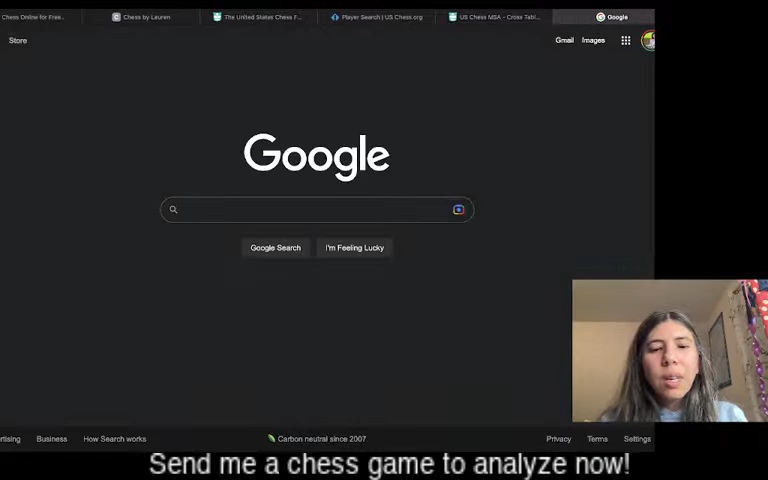 Chess Online for Free..
Chess by Lauren
The United States Chess F...
Player Search | US Chess.org
US Chess MSA - Cross Tabl...
Google
Store
Gmail
Images
Google
Google Search
I'm Feeling Lucky
rtising
Business
How Search works
Carbon neutral since 2007
Privacy
Terms
Settings
Send me a chess game to analyze now!